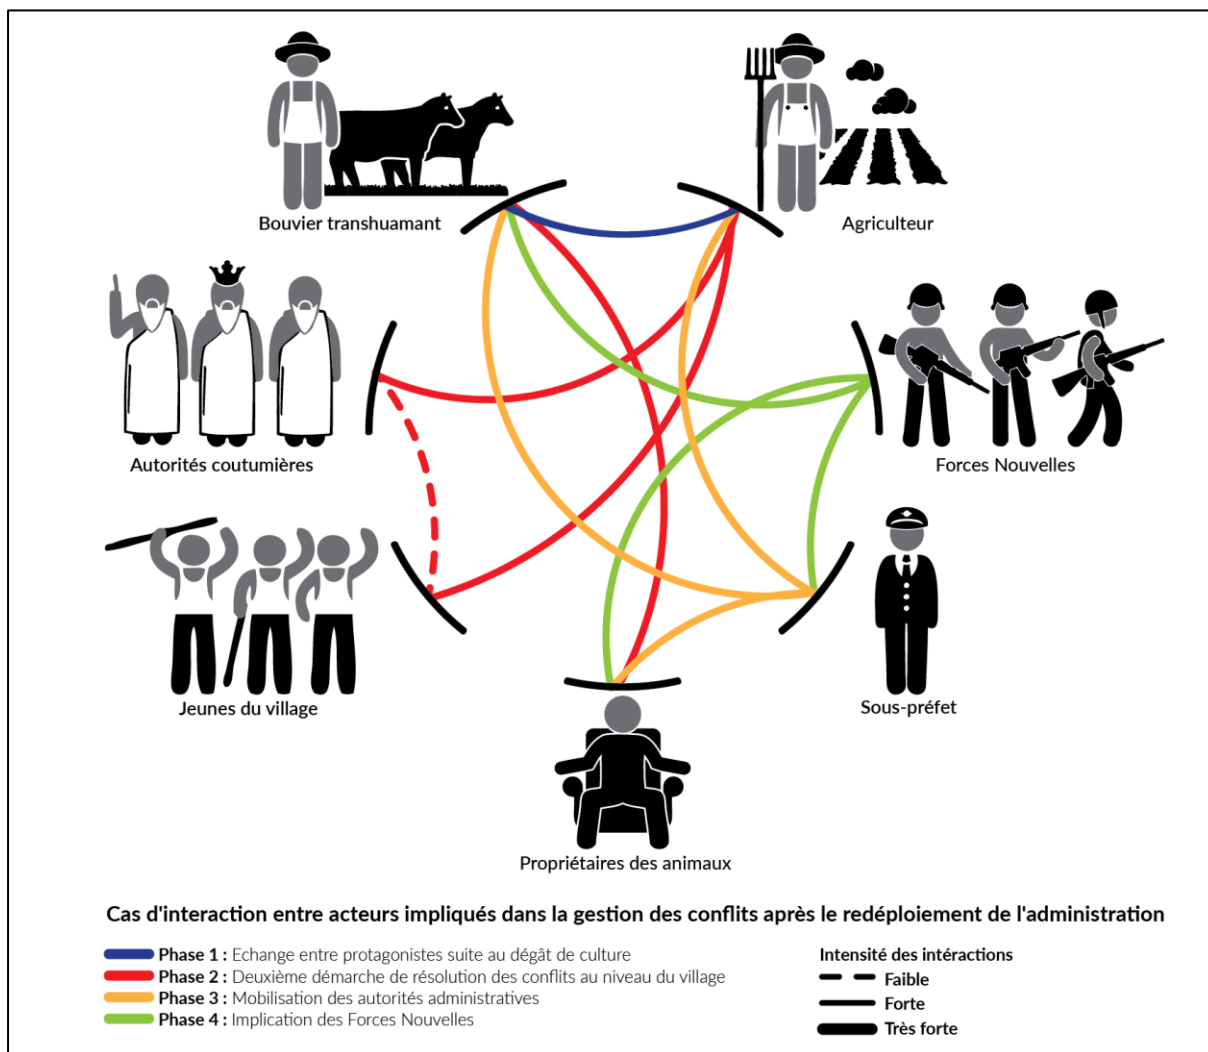 Bouvier transhuamant
Agriculteur
Autorités coutumières
Forces Nouvelles
Jeunes du village
Sous-préfet
Propriétaires des animaux
Cas d'interaction entre acteurs impliqués dans la gestion des conflits après le redéploiement de l'administration
Phase 1 : Echange entre protagonistes suite au dégât de culture
Phase 2 : Deuxième démarche de résolution des conflits au niveau du village
Phase 3 : Mobilisation des autorités administratives
Phase 4 : Implication des Forces Nouvelles
Intensité des intéractions
Faible
Forte
Très forte